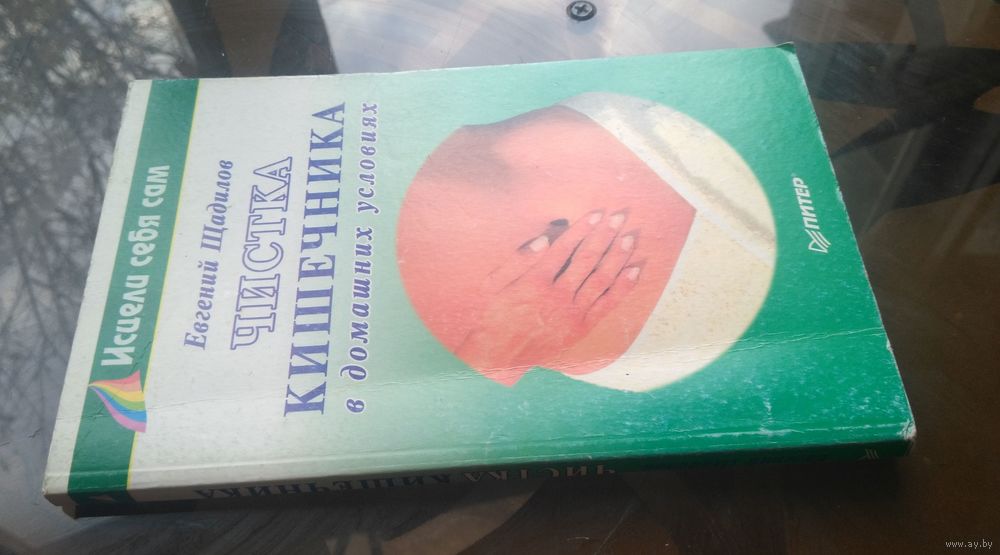 Исцели себя сам
Евгений Щадилов
ЧИСТКА
КИШЕЧНИКА
в домашних условиях
ПИТЕР
ЧИСТКА КИШЕЧНИКА
www.ay.by